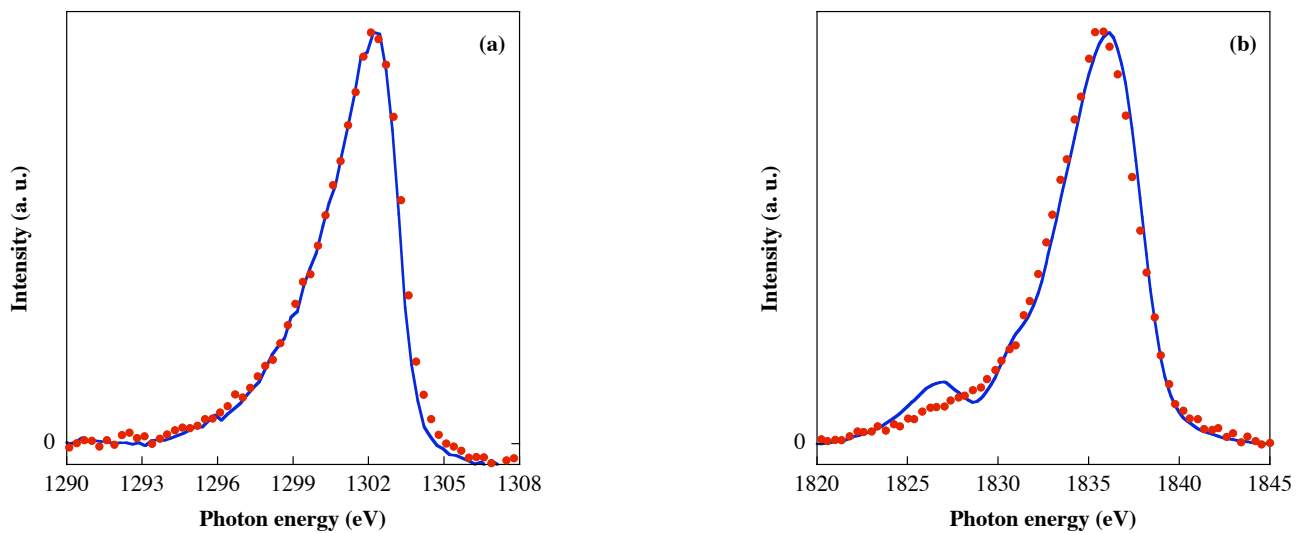 (a)
Intensity (a. u.)
0
1290 1293 1296 1299 1302 1305 1308
Photon energy (eV)
(b)
Intensity (a. u.)
0
1820 1825 1830 1835 1840 1845
Photon energy (eV)